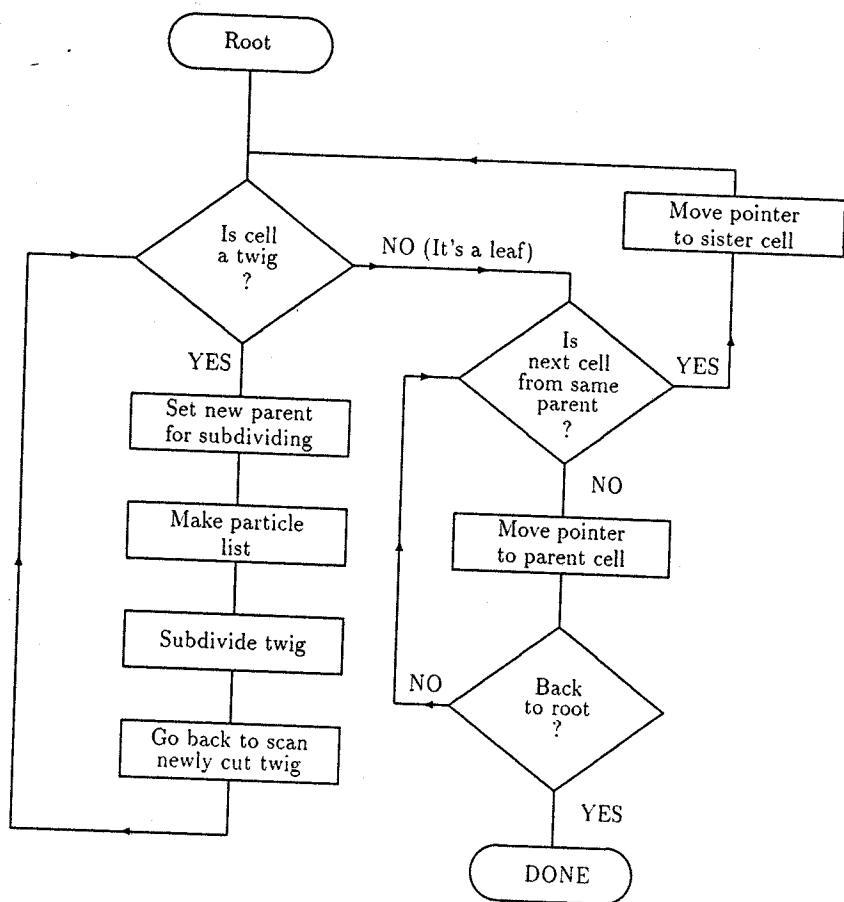 Root
Is cell
a twig
?
NO (It's a leaf)
Move pointer
to sister cell
YES
Set new parent
for subdividing
Make particle
list
Subdivide twig
Go back to scan
newly cut twig
Is
next cell
from same
parent
?
YES
NO
Move pointer
to parent cell
Back
to root
?
NO
YES
DONE